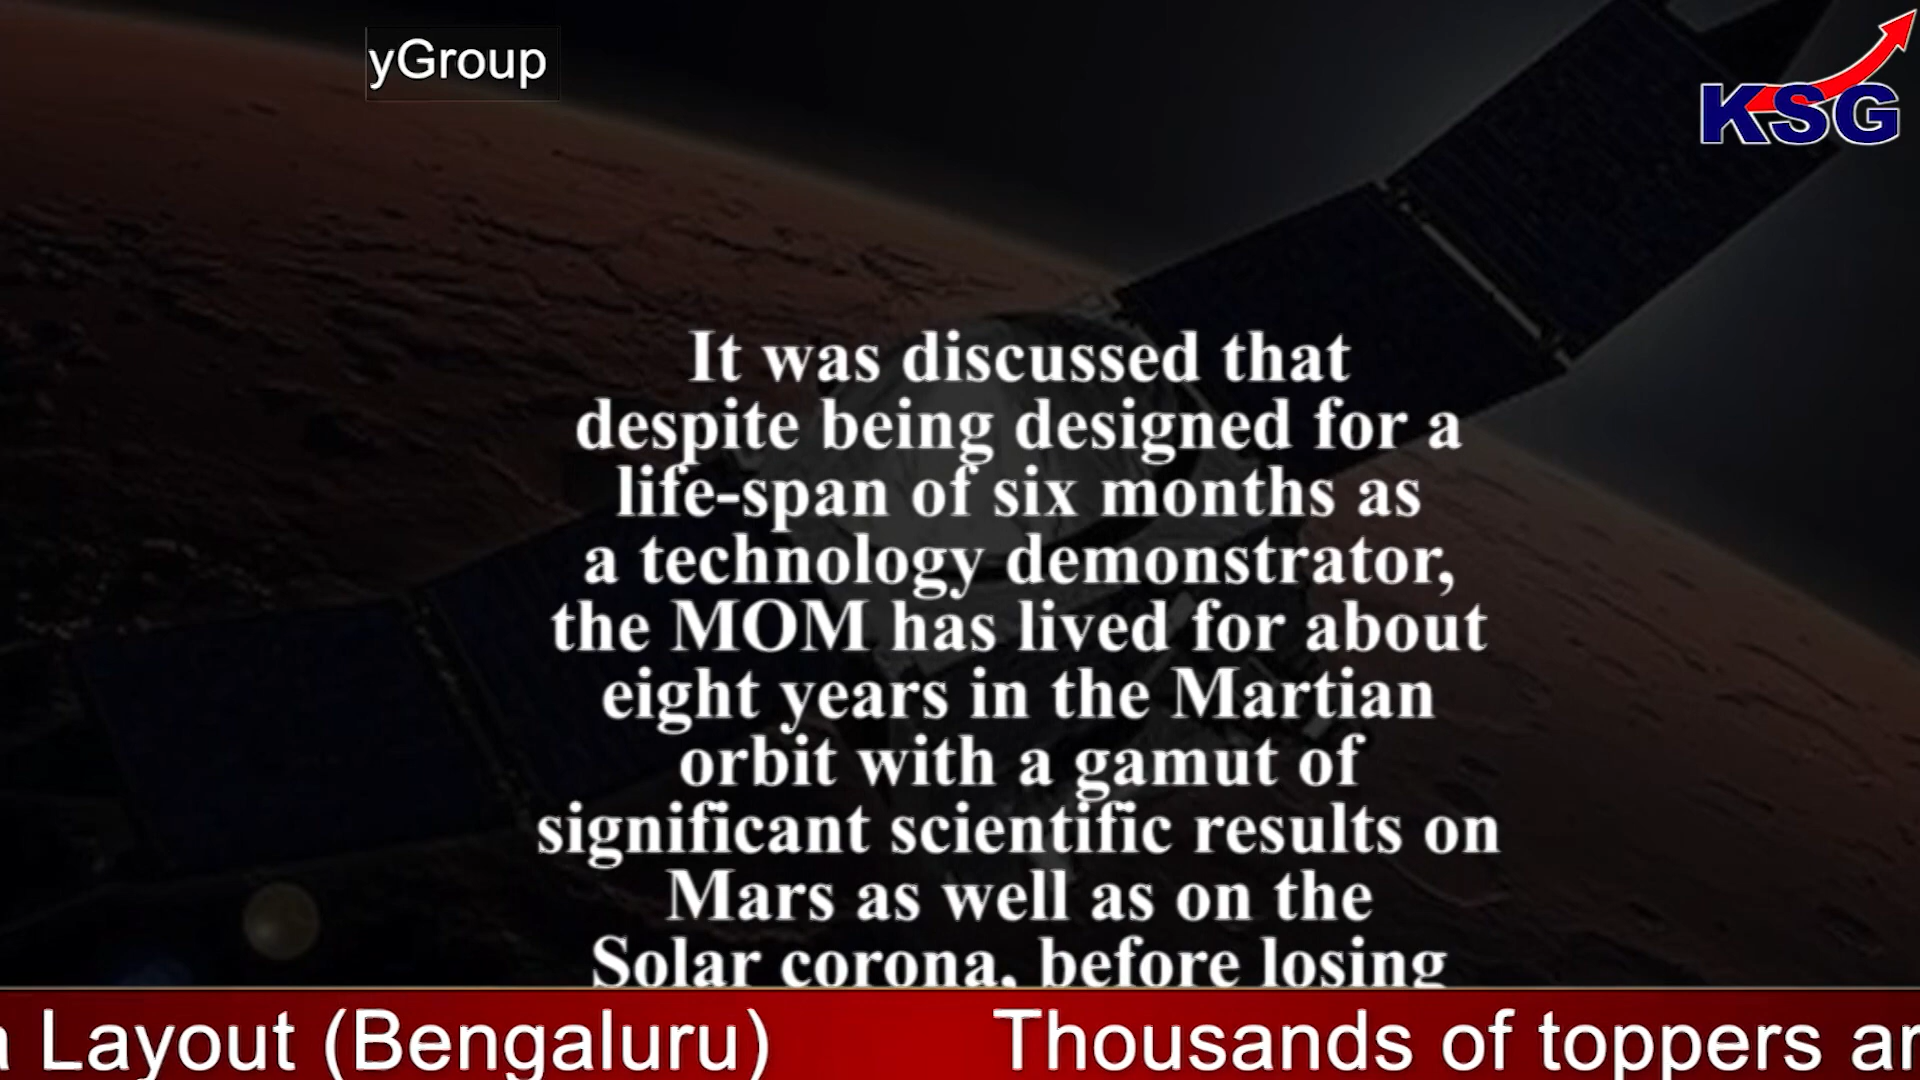 yGroup
KSG
It was discussed that
despite being designed for a
life-span of six months as
a technology demonstrator,
the MOM has lived for about
eight years in the Martian
orbit with a gamut of
significant scientific results on
Mars as well as on the
Solar corona, before losing
a Layout (Bengaluru) Thousands of toppers ar